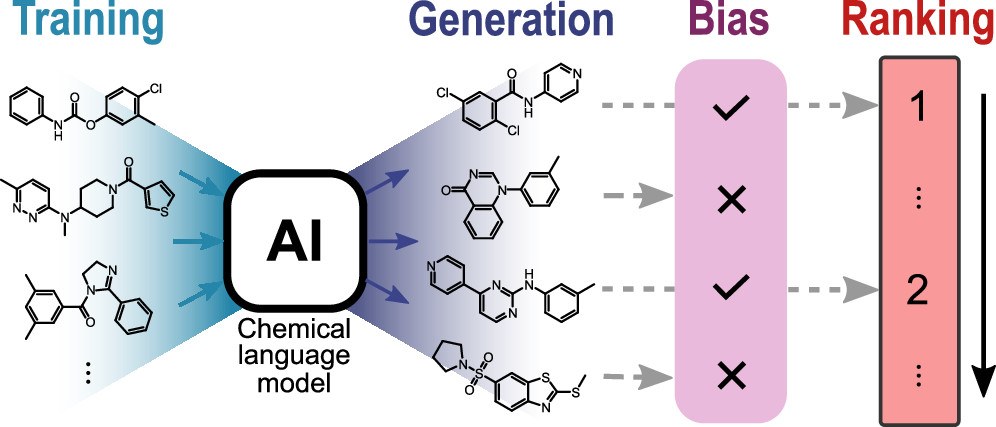 Training
Generation
Bias
Ranking
Cl
O
N
H
O
Cl
O
N
H
N
Cl
1
N
N
N
N
O
S
N
N
O
⋮
AI
N
N
O
N
N
N
H
N
2
Chemical
language
model
⋮
N
S
O
O
S
N
S
⋮